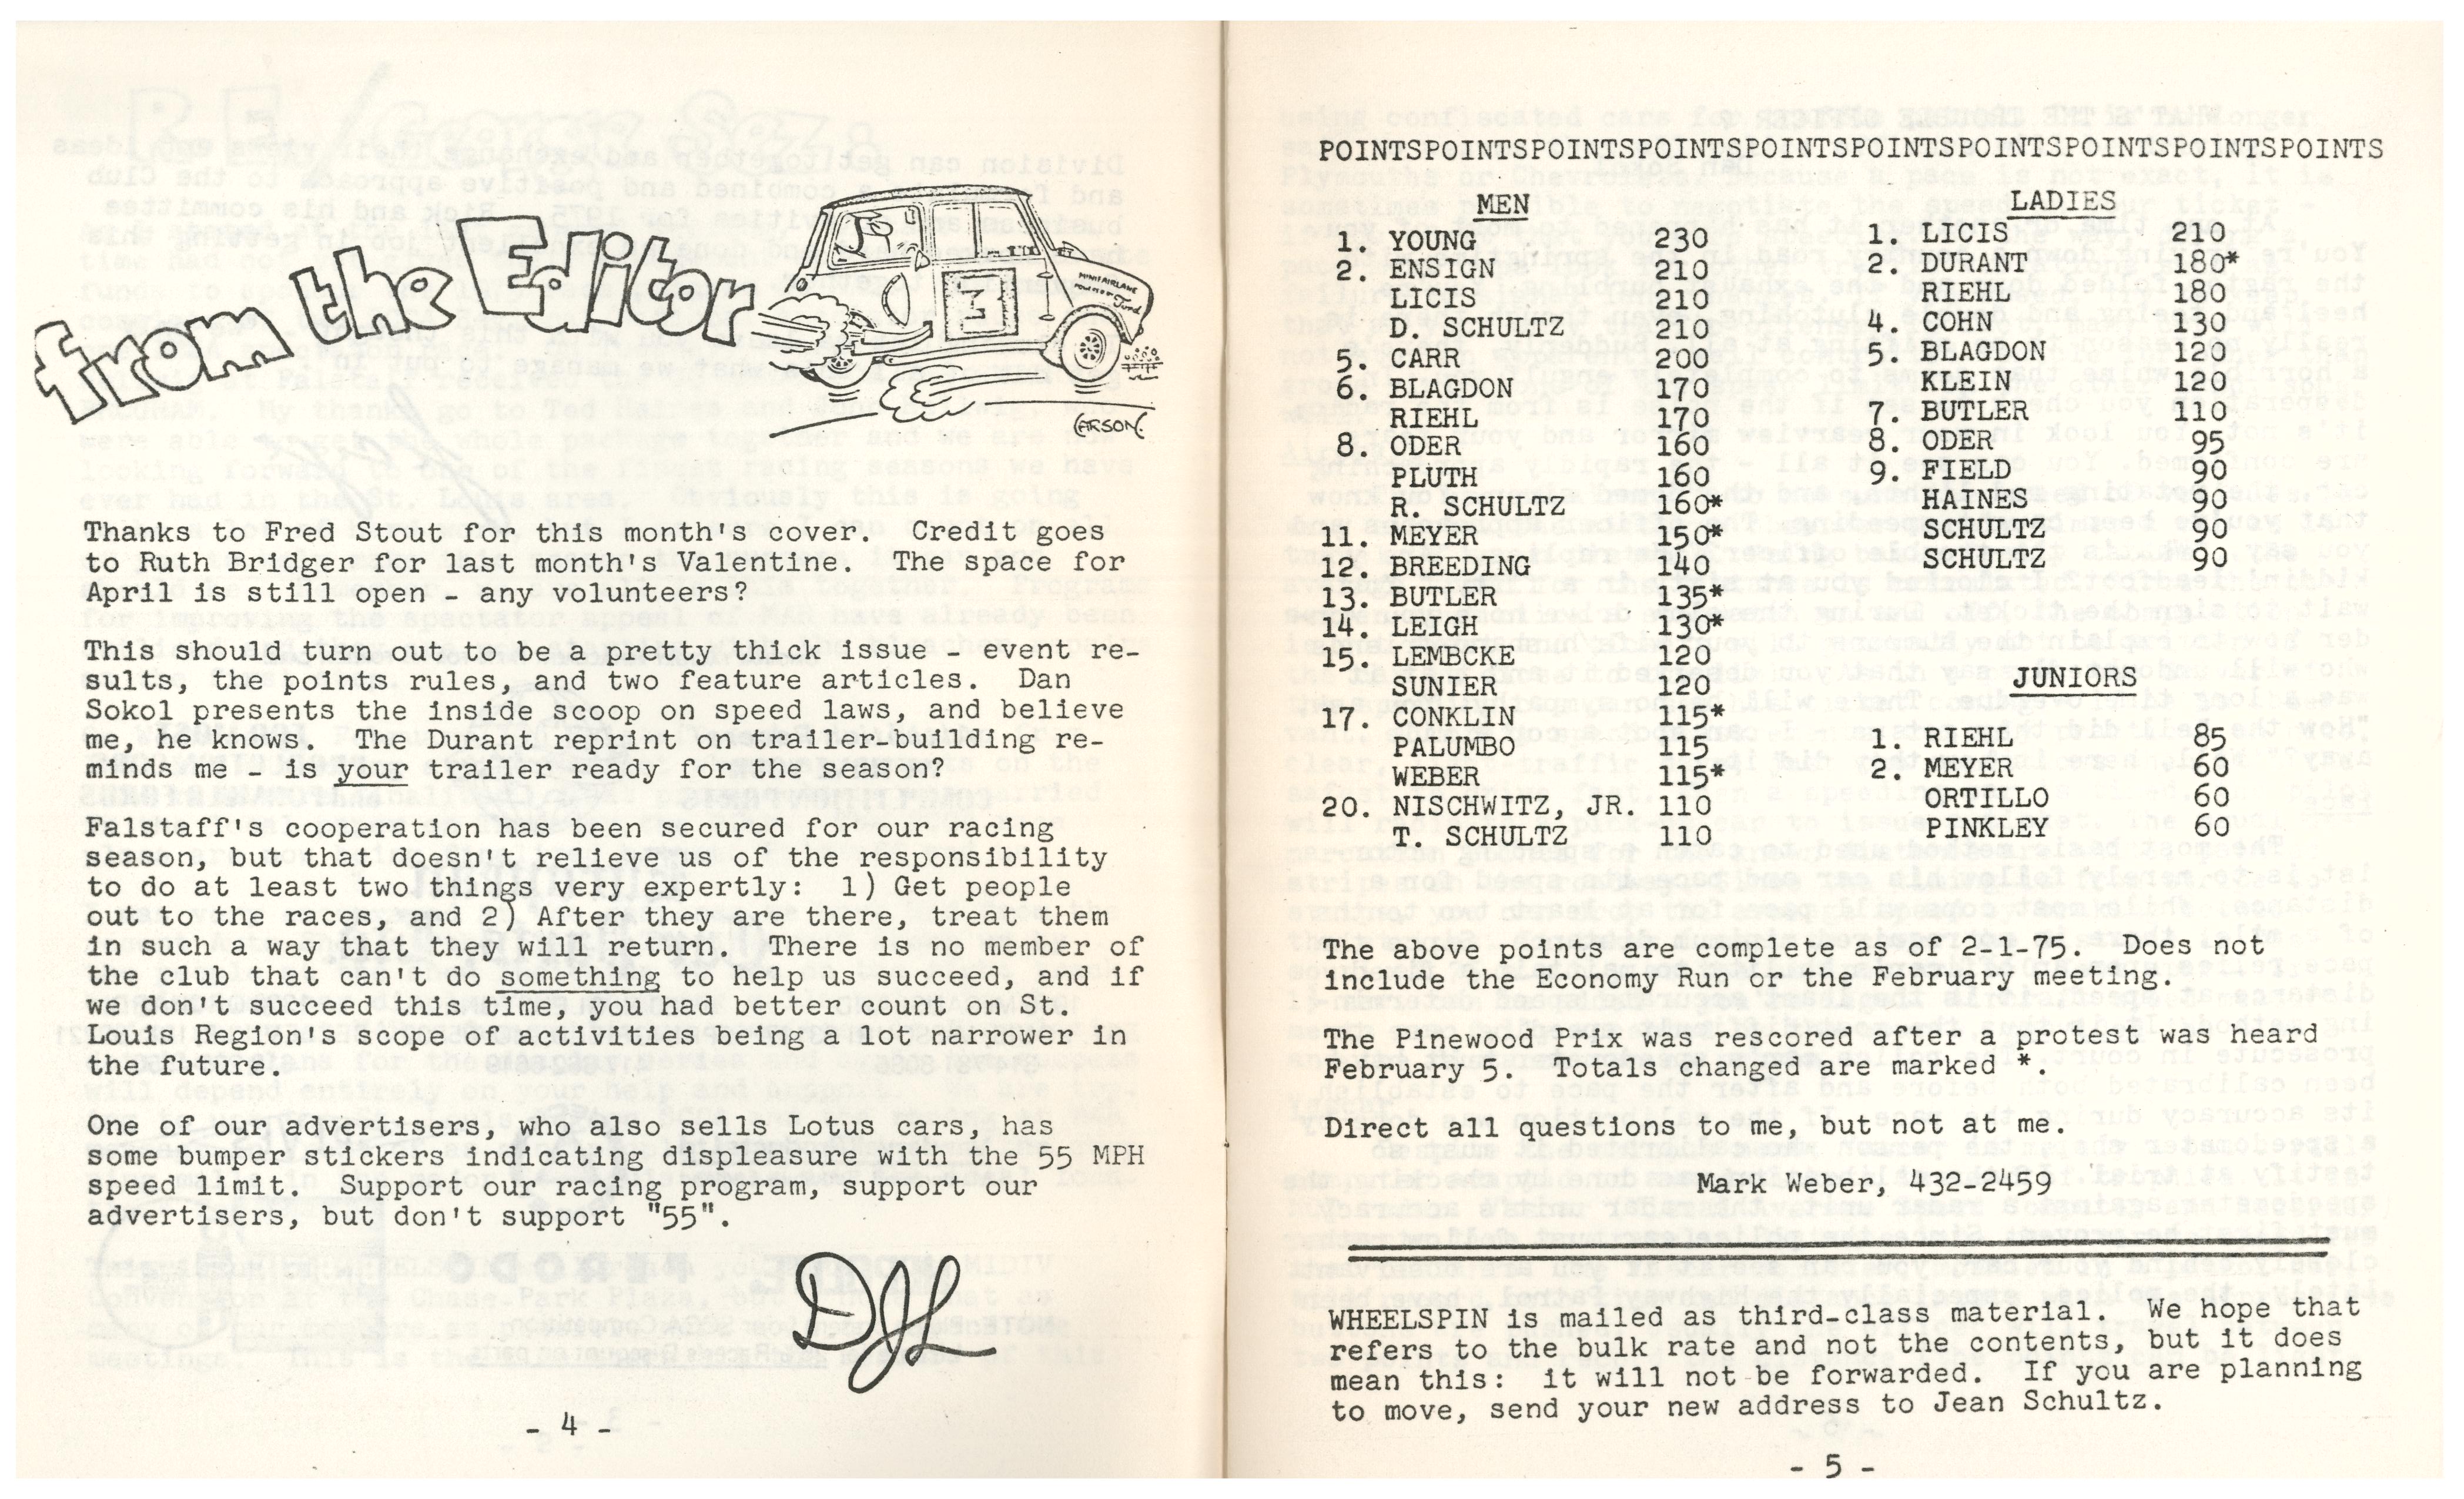 from the Editor
MINIFAIRLANE
3
CARSON
Thanks to Fred Stout for this month's cover.  Credit goes
to Ruth Bridger for last month's Valentine.  The space for
April is still open - any volunteers?
This should turn out to be a pretty thick issue - event re-
sults, the points rules, and two feature articles.  Dan
Sokol presents the inside scoop on speed laws, and believe
me, he knows.  The Durant reprint on trailer-building re-
minds me - is your trailer ready for the season?
Falstaff's cooperation has been secured for our racing
season, but that doesn't relieve us of the responsibility
to do at least two things very expertly:  1) Get people
out to the races, and 2) After they are there, treat them
in such a way that they will return.  There is no member of
the club that can't do something to help us succeed, and if
we don't succeed this time, you had better count on St.
Louis Region's scope of activities being a lot narrower in
the future.
One of our advertisers, who also sells Lotus cars, has
some bumper stickers indicating displeasure with the 55 MPH
speed limit.  Support our racing program, support our
advertisers, but don't support "55".
DJL
- 4 -
POINTSPOINTSPOINTSPOINTSPOINTSPOINTSPOINTSPOINTSPOINTSPOINTS
MEN
1. YOUNG 230
2. ENSIGN 210
LICIS 210
D. SCHULTZ 210
5. CARR 200
6. BLAGDON 170
RIEHL 170
8. ODER 160
PLUTH 160
R. SCHULTZ 160*
11. MEYER 150*
12. BREEDING 140
13. BUTLER 135*
14. LEIGH 130*
15. LEMBCKE 120
SUNIER 120
17. CONKLIN 115*
PALUMBO 115
WEBER 115*
20. NISCHWITZ, JR. 110
T. SCHULTZ 110
LADIES
1. LICIS 210
2. DURANT 180*
RIEHL 180
4. COHN 130
5. BLAGDON 120
KLEIN 120
7. BUTLER 110
8. ODER 95
9. FIELD 90
HAINES 90
SCHULTZ 90
SCHULTZ 90
JUNIORS
1. RIEHL 85
2. MEYER 60
ORTILLO 60
PINKLEY 60
The above points are complete as of 2-1-75.  Does not
include the Economy Run or the February meeting.
The Pinewood Prix was rescored after a protest was heard
February 5.  Totals changed are marked *.
Direct all questions to me, but not at me.
Mark Weber, 432-2459
WHEELSPIN is mailed as third-class material.  We hope that
refers to the bulk rate and not the contents, but it does
mean this:  it will not be forwarded.  If you are planning
to move, send your new address to Jean Schultz.
- 5 -